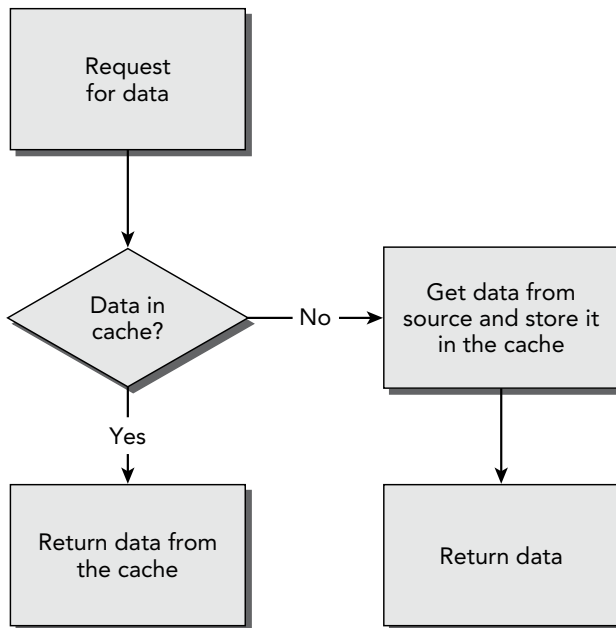 Request
for data
Data in
cache?
No
Get data from
source and store it
in the cache
Yes
Return data from
the cache
Return data